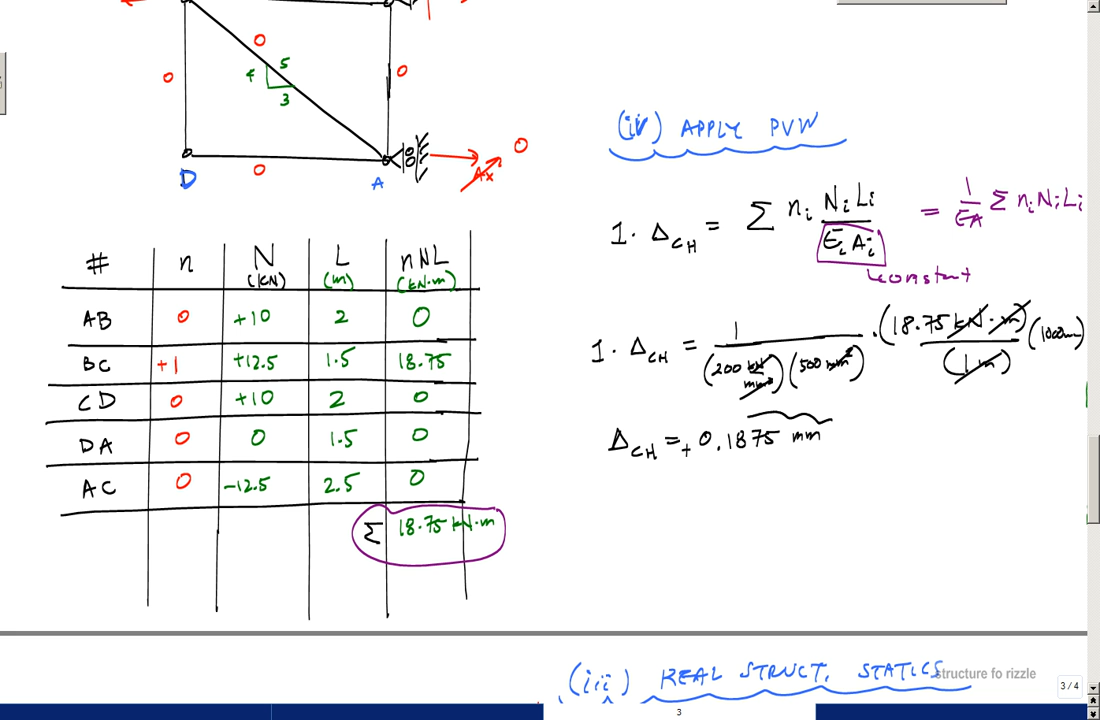 0
5
4
3
0
0
0
D
A
Ax
0
(iv) APPLY PVW
1 · Δ_CH = Σ n_i N_i L_i / E_i A_i = 1/EA Σ n_i N_i L_i
constant
1 · Δ_CH = 1 / (200 kN/mm²)(500 mm²) · (18.75 kN · m) / (1 m) (1000mm)
Δ_CH = + 0.1875 mm
# n N (kN) L (m) nNL (kN·m)
AB 0 +10 2 0
BC +1 +12.5 1.5 18.75
CD 0 +10 2 0
DA 0 0 1.5 0
AC 0 -12.5 2.5 0
Σ 18.75 kN·m
(iii) REAL STRUCT. STATICS
structure fo rizzle
3 / 4
3